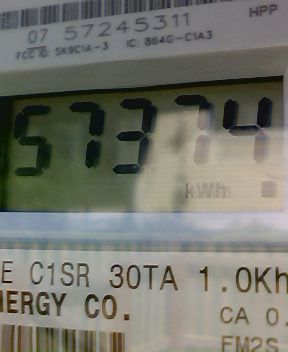 07 57245311
HPP
FCC ID: SK9C1A-3 IC: 864G-C1A3
57374
kWh
E C1SR 30TA 1.0Kh
NERGY CO.
CA 0.
FM2S